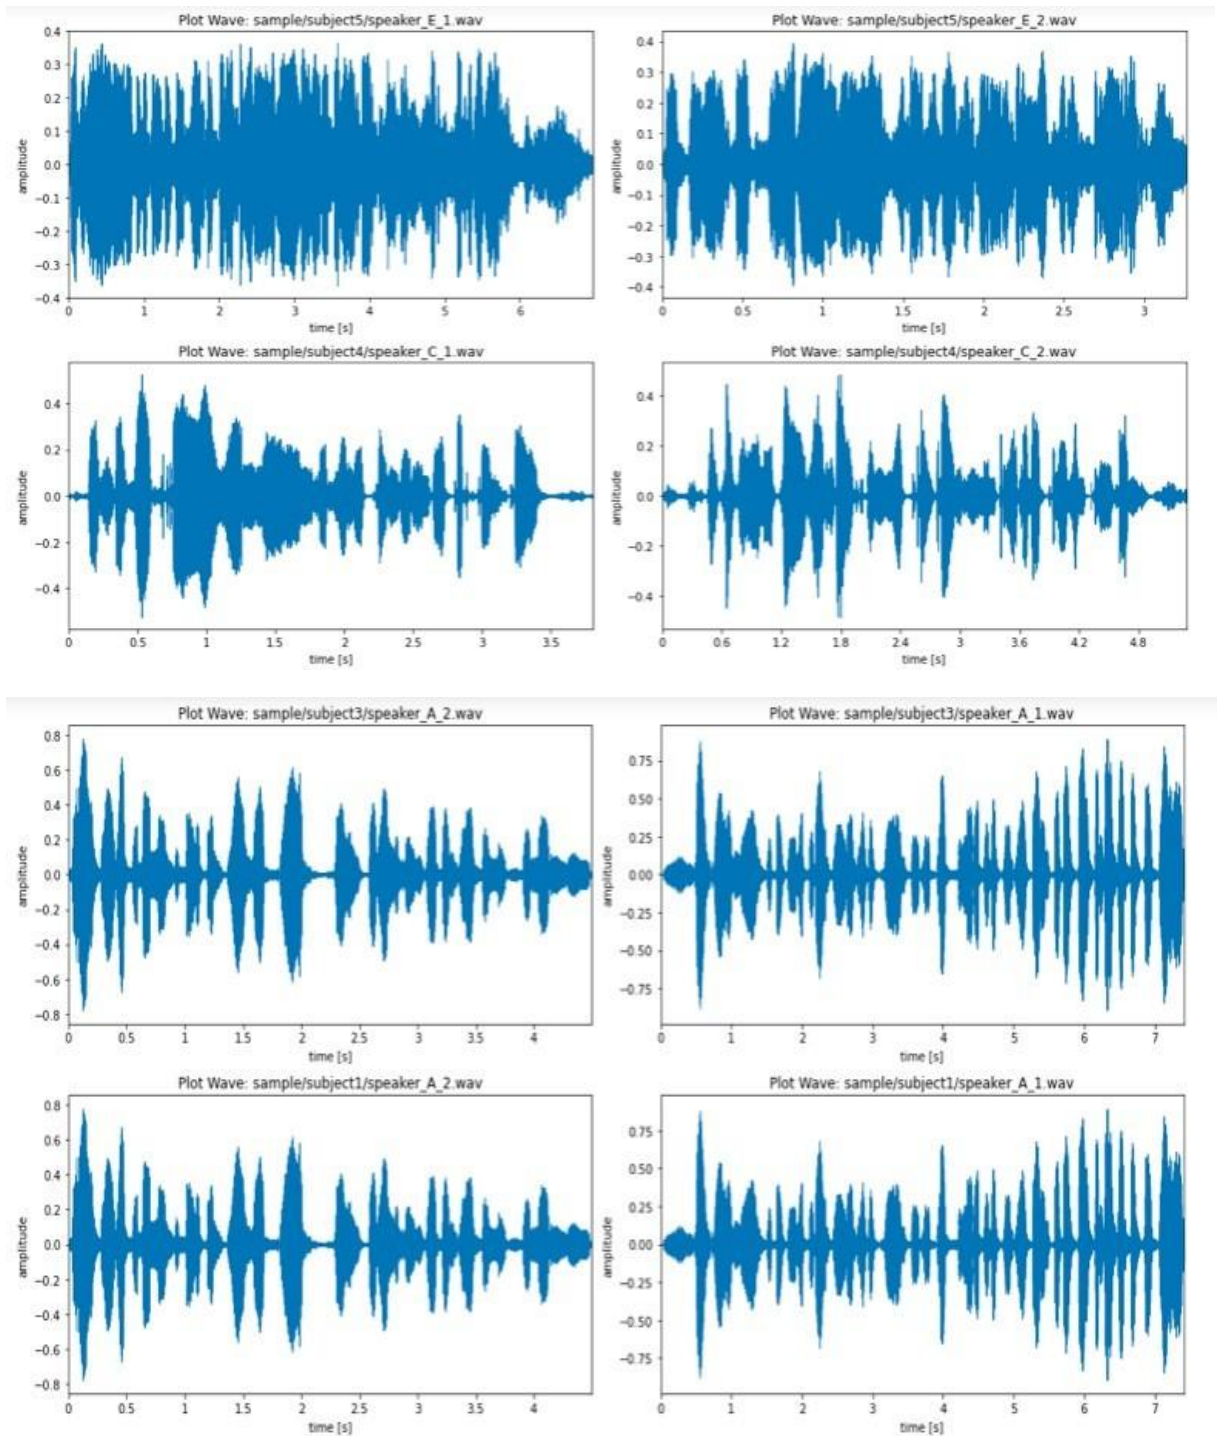 Plot Wave: sample/subject5/speaker_E_1.wav
0.4
0.3
0.2
0.1
0.0
−0.1
−0.2
−0.3
−0.4
amplitude
0 1 2 3 4 5 6
time [s]
Plot Wave: sample/subject5/speaker_E_2.wav
0.4
0.3
0.2
0.1
0.0
−0.1
−0.2
−0.3
−0.4
amplitude
0 0.5 1 1.5 2 2.5 3
time [s]
Plot Wave: sample/subject4/speaker_C_1.wav
0.4
0.2
0.0
−0.2
−0.4
amplitude
0 0.5 1 1.5 2 2.5 3 3.5
time [s]
Plot Wave: sample/subject4/speaker_C_2.wav
0.4
0.2
0.0
−0.2
−0.4
amplitude
0 0.6 1.2 1.8 2.4 3 3.6 4.2 4.8
time [s]
Plot Wave: sample/subject3/speaker_A_2.wav
0.8
0.6
0.4
0.2
0.0
−0.2
−0.4
−0.6
−0.8
amplitude
0 0.5 1 1.5 2 2.5 3 3.5 4
time [s]
Plot Wave: sample/subject3/speaker_A_1.wav
0.75
0.50
0.25
0.00
−0.25
−0.50
−0.75
amplitude
0 1 2 3 4 5 6 7
time [s]
Plot Wave: sample/subject1/speaker_A_2.wav
0.8
0.6
0.4
0.2
0.0
−0.2
−0.4
−0.6
−0.8
amplitude
0 0.5 1 1.5 2 2.5 3 3.5 4
time [s]
Plot Wave: sample/subject1/speaker_A_1.wav
0.75
0.50
0.25
0.00
−0.25
−0.50
−0.75
amplitude
0 1 2 3 4 5 6 7
time [s]